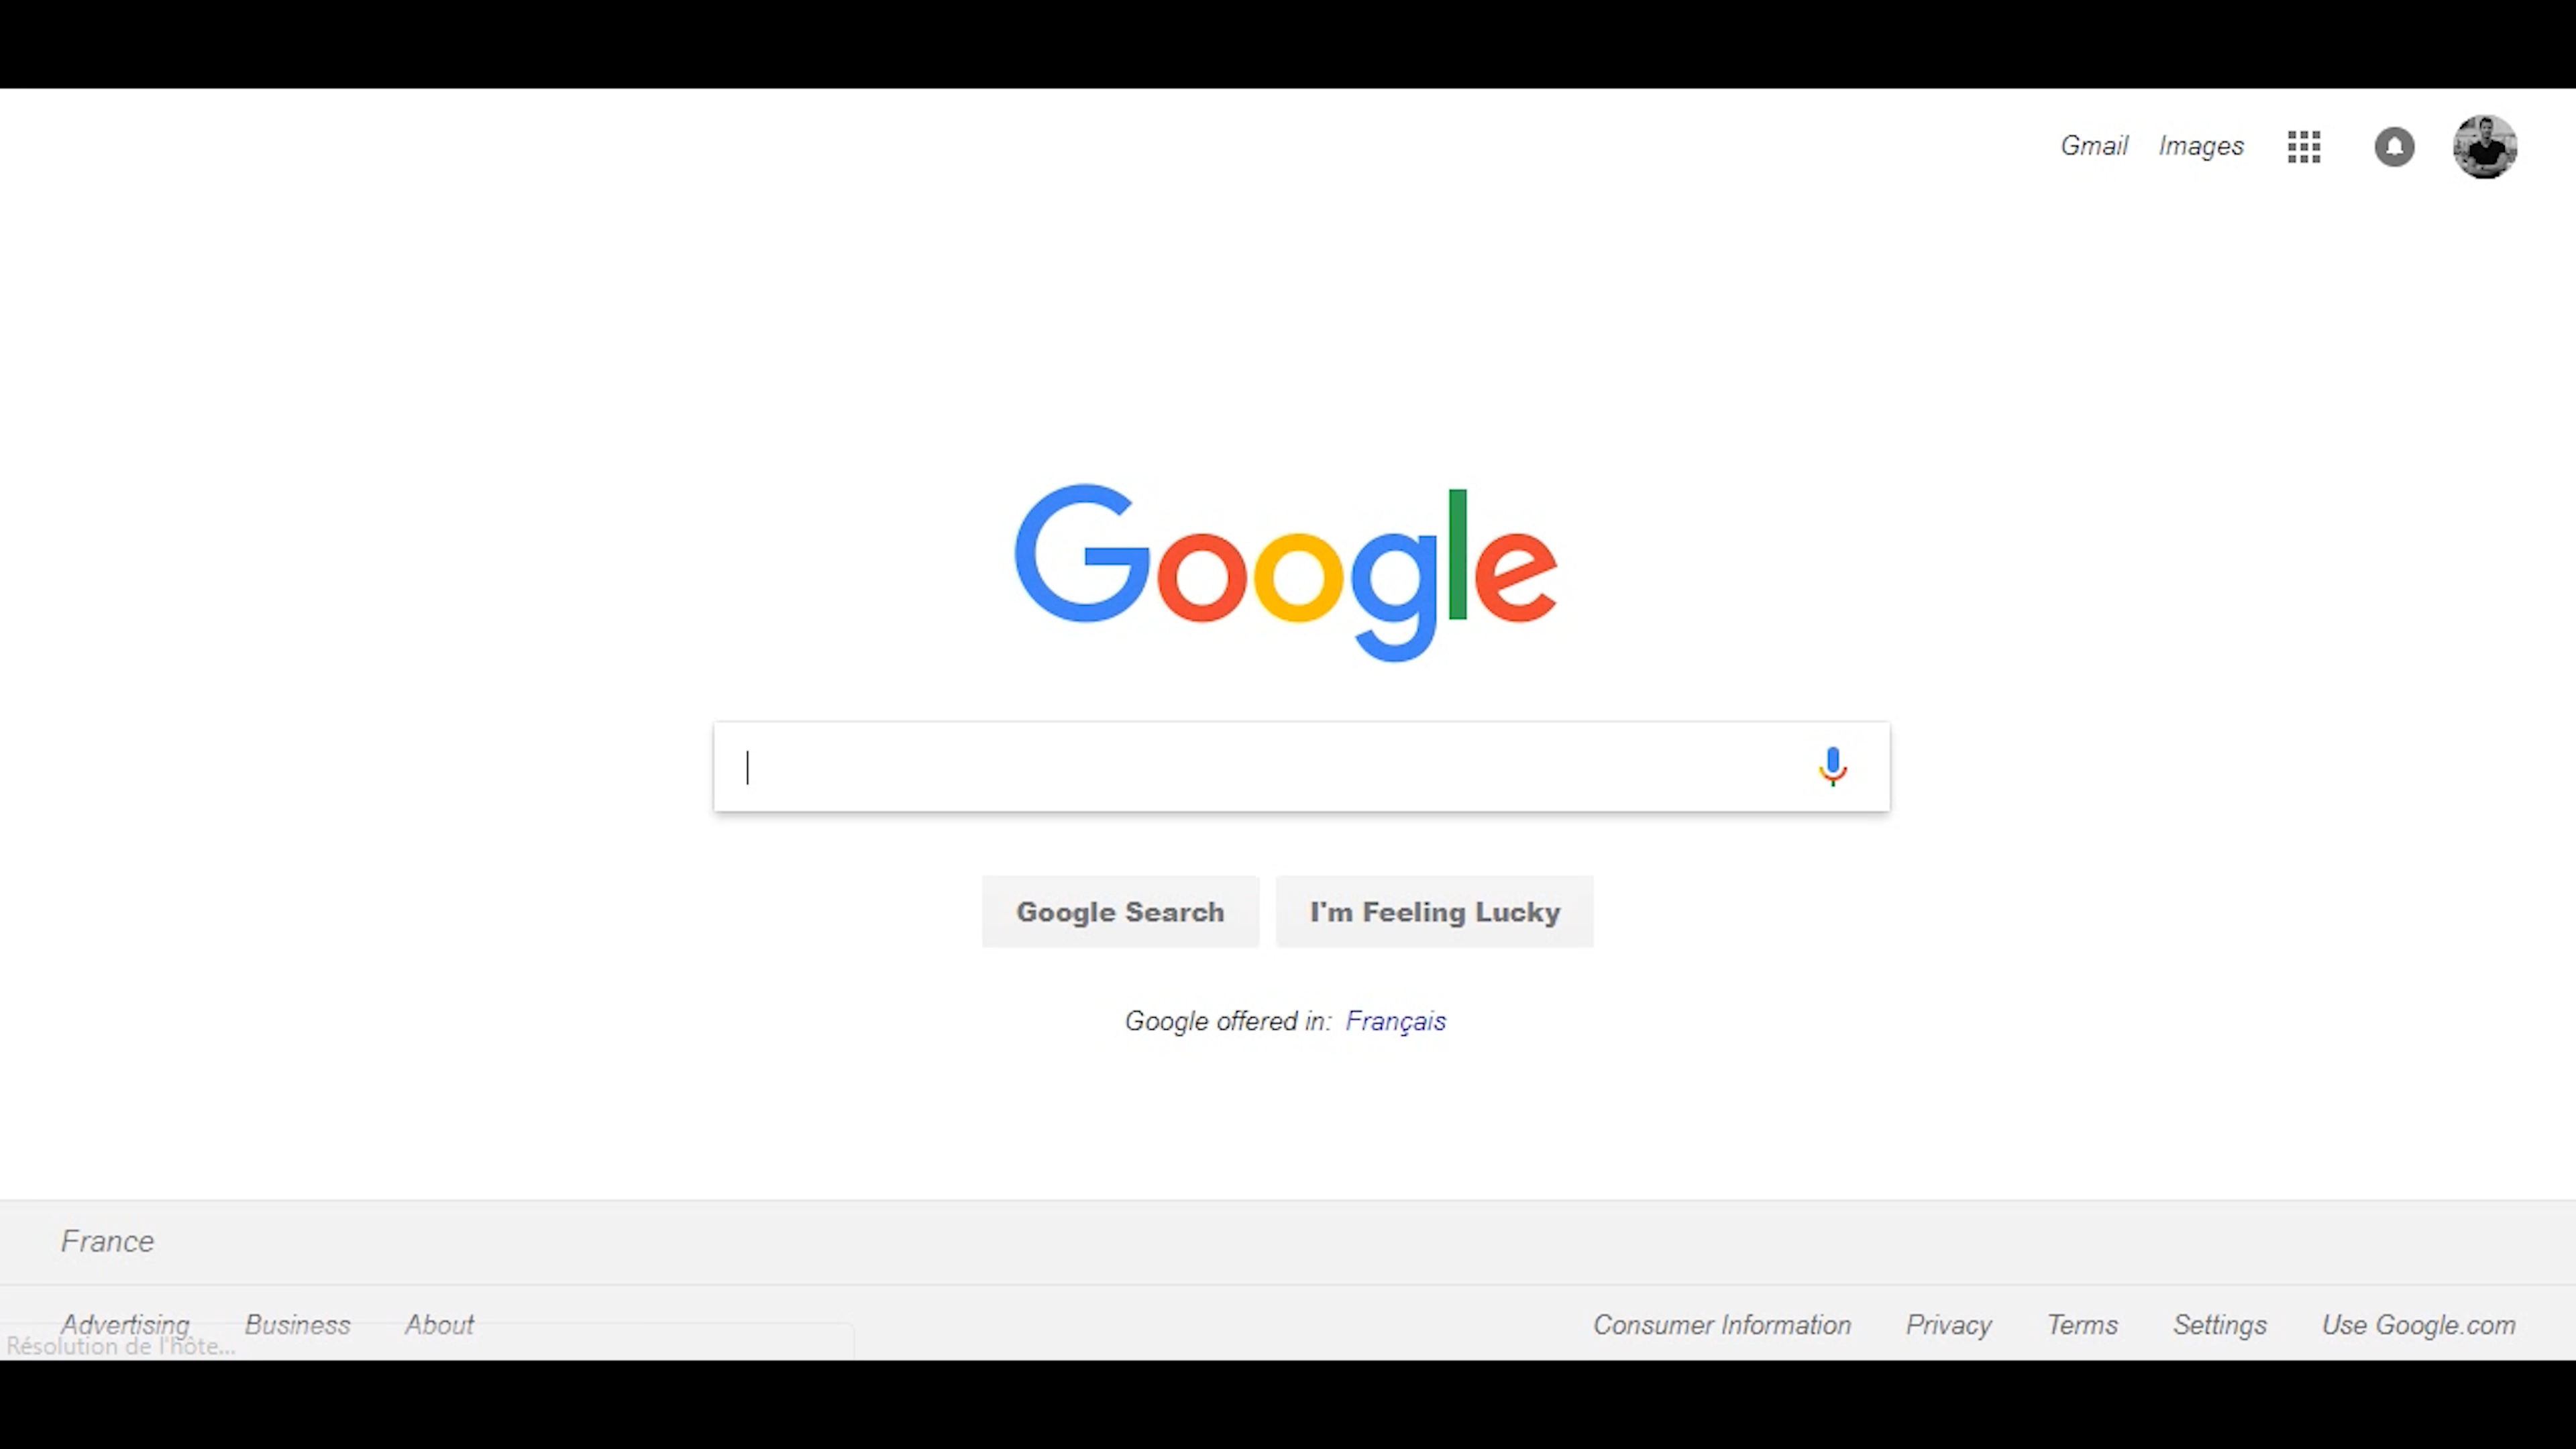 Gmail Images
Google
Google Search I'm Feeling Lucky
Google offered in: Français
France
Advertising Business About Consumer Information Privacy Terms Settings Use Google.com
Résolution de l'hôte...